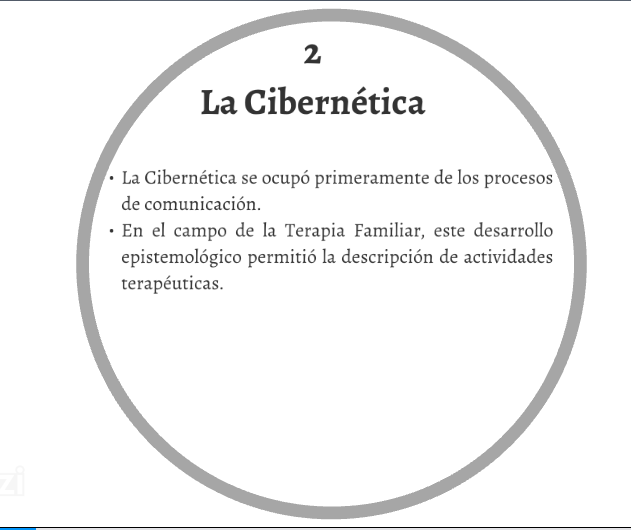 2
La Cibernética
• La Cibernética se ocupó primeramente de los procesos
de comunicación.
• En el campo de la Terapia Familiar, este desarrollo
epistemológico permitió la descripción de actividades
terapéuticas.
zi